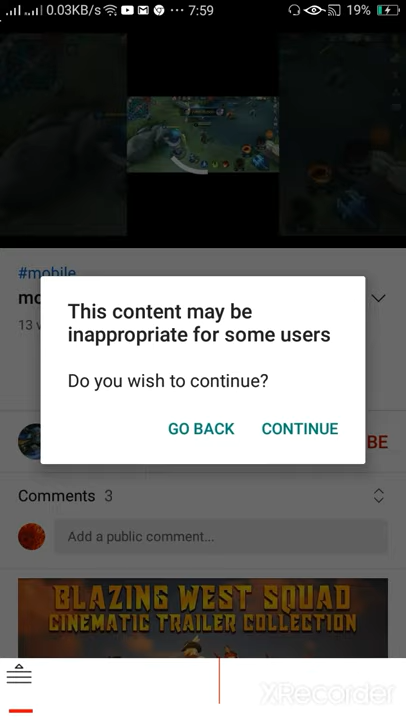 0.03KB/s ··· 7:59 19%
#mobile
mo
13 v
This content may be
inappropriate for some users
Do you wish to continue?
GO BACK CONTINUE
BE
Comments 3
Add a public comment...
BLAZING WEST SQUAD
CINEMATIC TRAILER COLLECTION
XRecorder